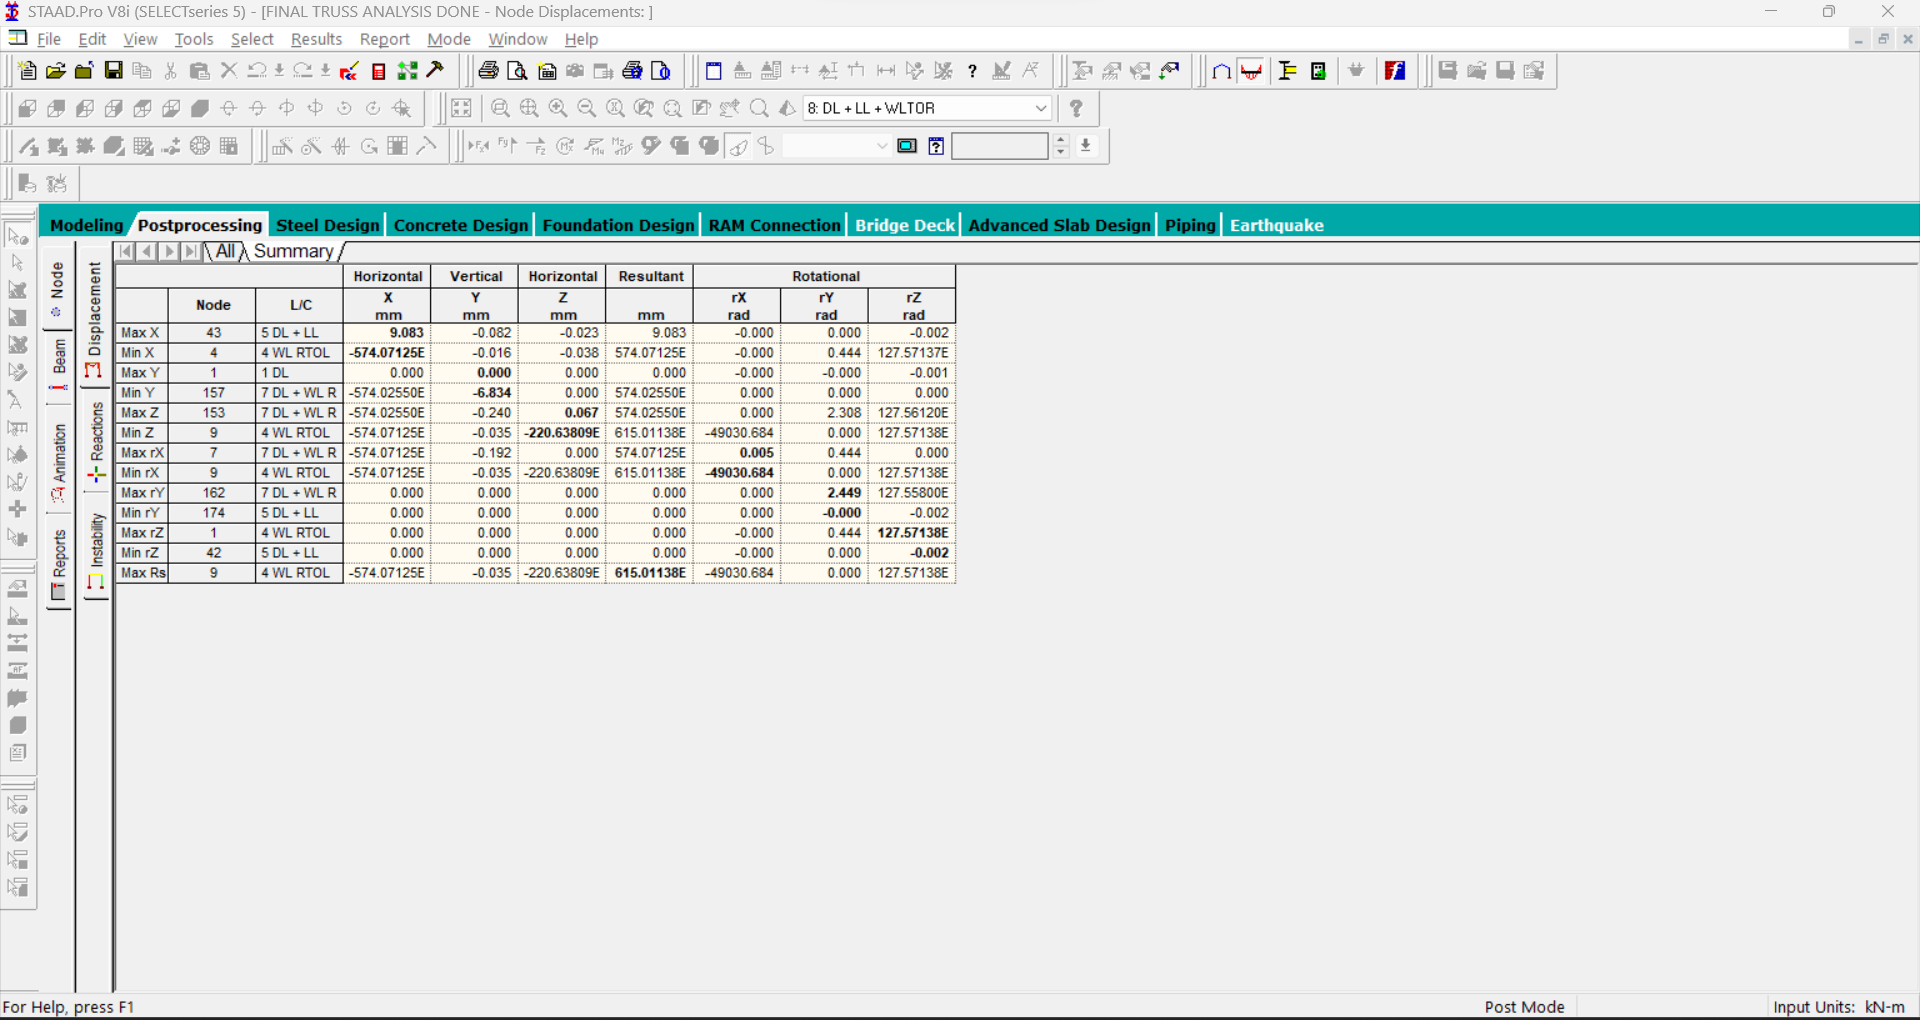 STAAD.Pro V8i (SELECTseries 5) - [FINAL TRUSS ANALYSIS DONE - Node Displacements: ]
File Edit View Tools Select Results Report Mode Window Help
8: DL + LL + WLTOR
Modeling Postprocessing Steel Design Concrete Design Foundation Design RAM Connection Bridge Deck Advanced Slab Design Piping Earthquake
All Summary
Node
Beam
Animation
Reports
Displacement
Reactions
Instability
Horizontal Vertical Horizontal Resultant Rotational
Node L/C X mm Y mm Z mm mm rX rad rY rad rZ rad
Max X 43 5 DL + LL 9.083 -0.082 -0.023 9.083 -0.000 0.000 -0.002
Min X 4 4 WL RTOL -574.07125E -0.016 -0.038 574.07125E -0.000 0.444 127.57137E
Max Y 1 1 DL 0.000 0.000 0.000 0.000 -0.000 -0.000 -0.001
Min Y 157 7 DL + WL R -574.02550E -6.834 0.000 574.02550E 0.000 0.000 0.000
Max Z 153 7 DL + WL R -574.02550E -0.240 0.067 574.02550E 0.000 2.308 127.56120E
Min Z 9 4 WL RTOL -574.07125E -0.035 -220.63809E 615.01138E -49030.684 0.000 127.57138E
Max rX 7 7 DL + WL R -574.07125E -0.192 0.000 574.07125E 0.005 0.444 0.000
Min rX 9 4 WL RTOL -574.07125E -0.035 -220.63809E 615.01138E -49030.684 0.000 127.57138E
Max rY 162 7 DL + WL R 0.000 0.000 0.000 0.000 0.000 2.449 127.55800E
Min rY 174 5 DL + LL 0.000 0.000 0.000 0.000 0.000 -0.000 -0.002
Max rZ 1 4 WL RTOL 0.000 0.000 0.000 0.000 -0.000 0.444 127.57138E
Min rZ 42 5 DL + LL 0.000 0.000 0.000 0.000 -0.000 0.000 -0.002
Max Rs 9 4 WL RTOL -574.07125E -0.035 -220.63809E 615.01138E -49030.684 0.000 127.57138E
For Help, press F1
Post Mode
Input Units: kN-m